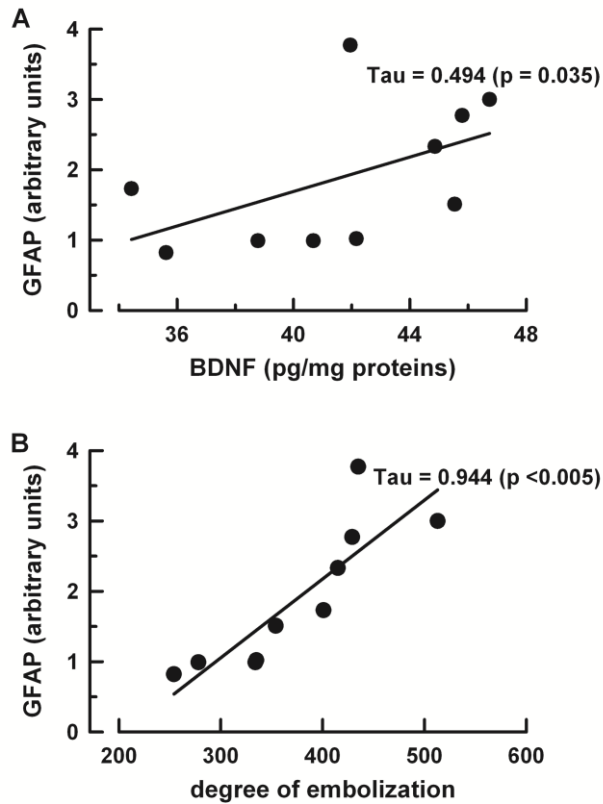 A
GFAP (arbitrary units)
4
3
2
1
0
Tau = 0.494 (p = 0.035)
36 40 44 48
BDNF (pg/mg proteins)
B
GFAP (arbitrary units)
4
3
2
1
0
Tau = 0.944 (p <0.005)
200 300 400 500 600
degree of embolization